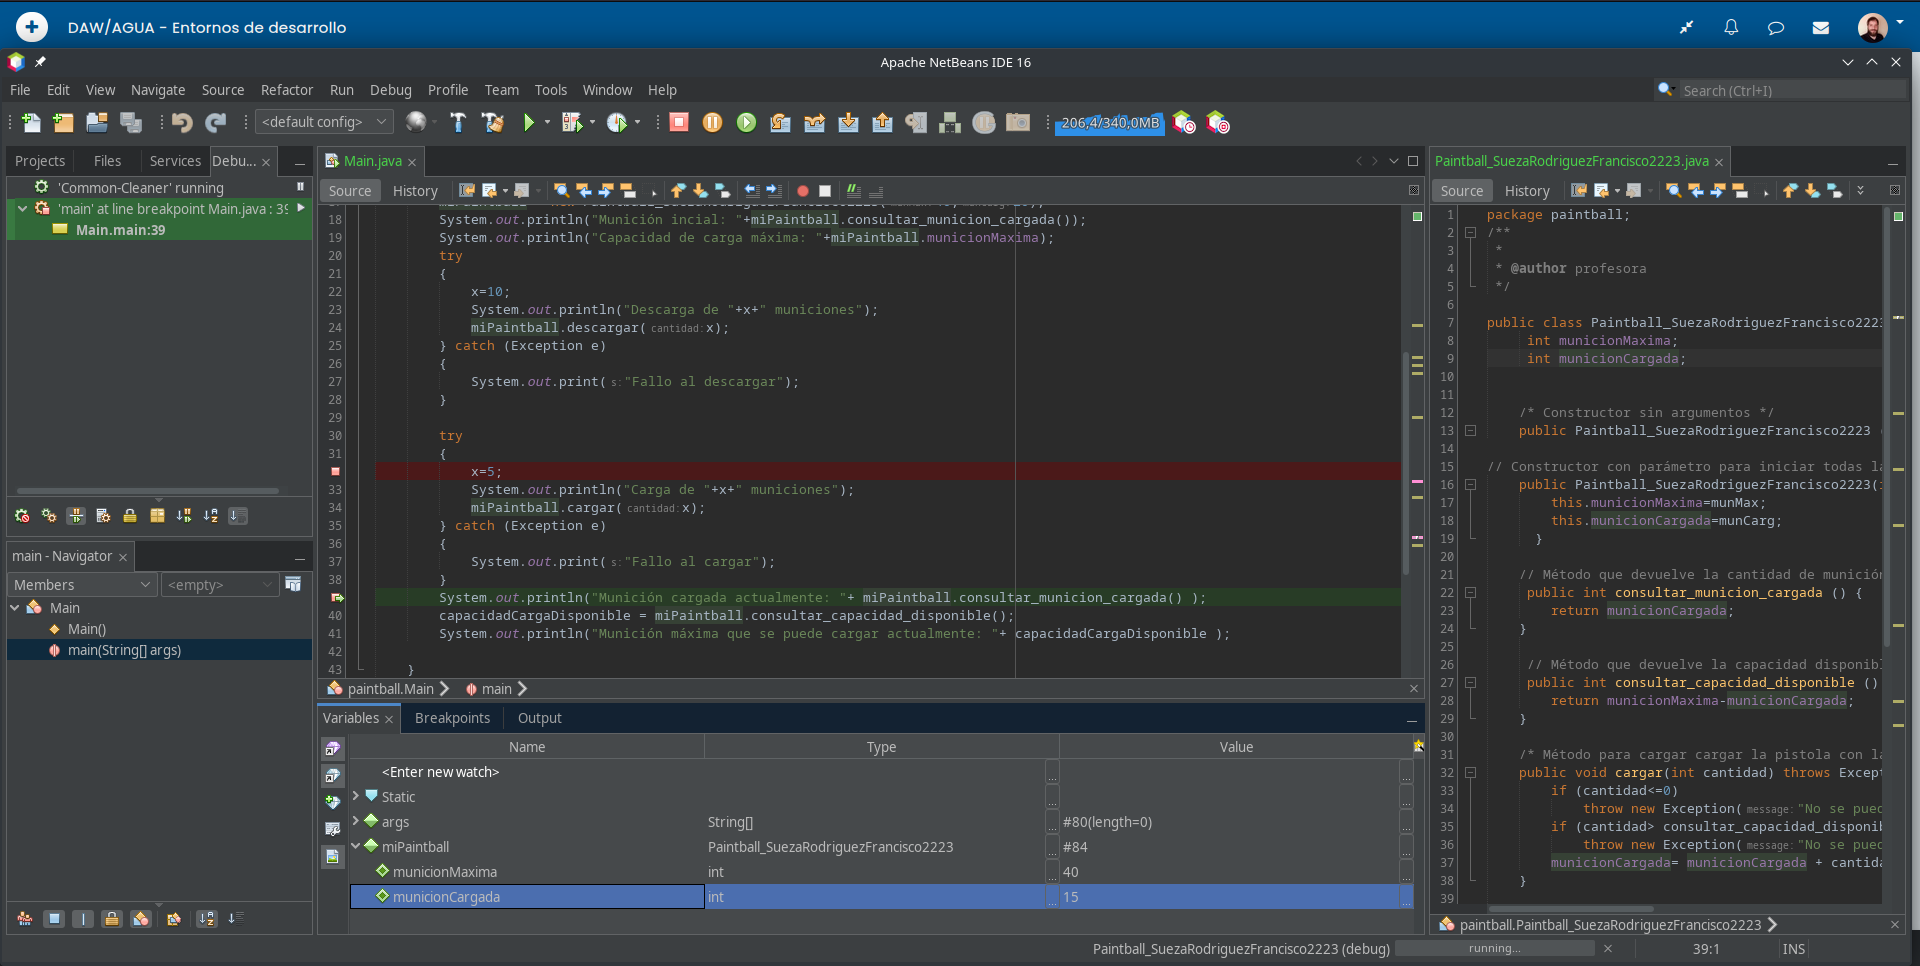 DAW/AGUA - Entornos de desarrollo
Apache NetBeans IDE 16
File Edit View Navigate Source Refactor Run Debug Profile Team Tools Window Help
Search (Ctrl+I)
<default config>
206,4/340,0MB
Projects Files Services Debu...
'Common-Cleaner' running
'main' at line breakpoint Main.java : 39
Main.main:39
main - Navigator
Members <empty>
Main
Main()
main(String[] args)
Main.java
Source History
18 System.out.println("Munición incial: "+miPaintball.consultar_municion_cargada());
19 System.out.println("Capacidad de carga máxima: "+miPaintball.municionMaxima);
20 try
21 {
22 x=10;
23 System.out.println("Descarga de "+x+" municiones");
24 miPaintball.descargar( cantidad: x);
25 } catch (Exception e)
26 {
27 System.out.print( s: "Fallo al descargar");
28 }
29
30 try
31 {
x=5;
33 System.out.println("Carga de "+x+" municiones");
34 miPaintball.cargar( cantidad: x);
35 } catch (Exception e)
36 {
37 System.out.print( s: "Fallo al cargar");
38 }
System.out.println("Munición cargada actualmente: "+ miPaintball.consultar_municion_cargada() );
40 capacidadCargaDisponible = miPaintball.consultar_capacidad_disponible();
41 System.out.println("Munición máxima que se puede cargar actualmente: "+ capacidadCargaDisponible );
42
43 }
paintball.Main main
Variables Breakpoints Output
Name Type Value
<Enter new watch>
Static
args String[] #80(length=0)
miPaintball Paintball_SuezaRodriguezFrancisco2223 #84
municionMaxima int 40
municionCargada int 15
Paintball_SuezaRodriguezFrancisco2223.java
Source History
1 package paintball;
2 /**
3 *
4 * @author profesora
5 */
6
7 public class Paintball_SuezaRodriguezFrancisco2223
8 int municionMaxima;
9 int municionCargada;
10
11
12 /* Constructor sin argumentos */
13 public Paintball_SuezaRodriguezFrancisco2223 (
14
15 // Constructor con parámetro para iniciar todas la
16 public Paintball_SuezaRodriguezFrancisco2223(i
17 this.municionMaxima=munMax;
18 this.municionCargada=munCarg;
19 }
20
21 // Método que devuelve la cantidad de munición
22 public int consultar_municion_cargada () {
23 return municionCargada;
24 }
25
26 // Método que devuelve la capacidad disponibl
27 public int consultar_capacidad_disponible ()
28 return municionMaxima-municionCargada;
29 }
30
31 /* Método para cargar cargar la pistola con la
32 public void cargar(int cantidad) throws Except
33 if (cantidad<=0)
34 throw new Exception( message: "No se pued
35 if (cantidad> consultar_capacidad_disponib
36 throw new Exception( message: "No se pued
37 municionCargada= municionCargada + cantida
38 }
39
paintball.Paintball_SuezaRodriguezFrancisco2223
Paintball_SuezaRodriguezFrancisco2223 (debug) running... 39:1 INS